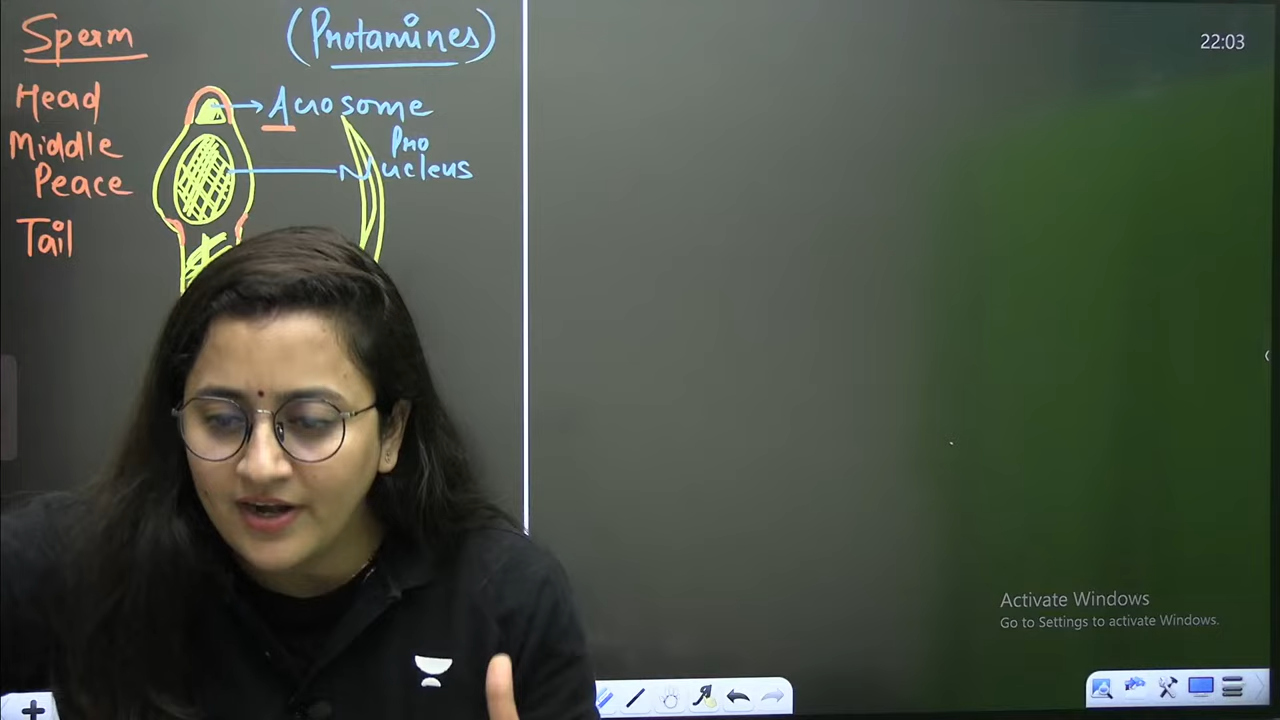 Sperm
(Protamines)
Head
Acrosome
Middle
Peace
Pro
Nucleus
Tail
22:03
Activate Windows
Go to Settings to activate Windows.